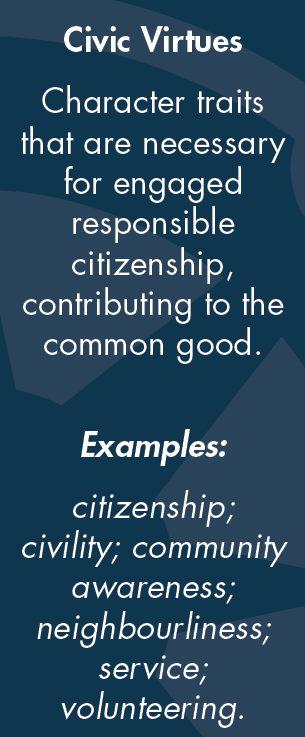 Civic Virtues
Character traits
that are necessary
for engaged
responsible
citizenship,
contributing to the
common good.
Examples:
citizenship;
civility; community
awareness;
neighbourliness;
service;
volunteering.